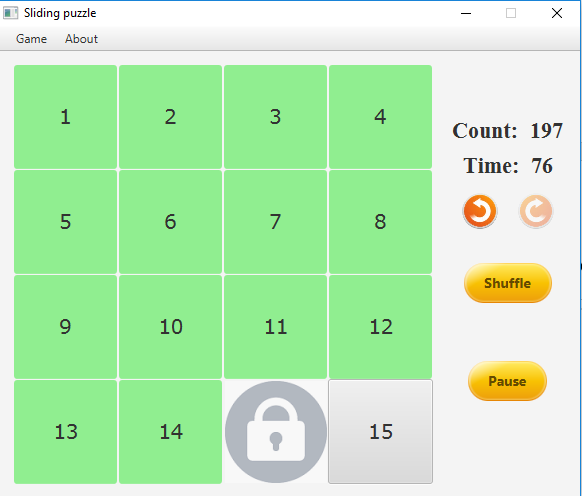 Sliding puzzle
Game About
1 2 3 4
Count: 197
Time: 76
5 6 7 8
Shuffle
9 10 11 12
Pause
13 14 15